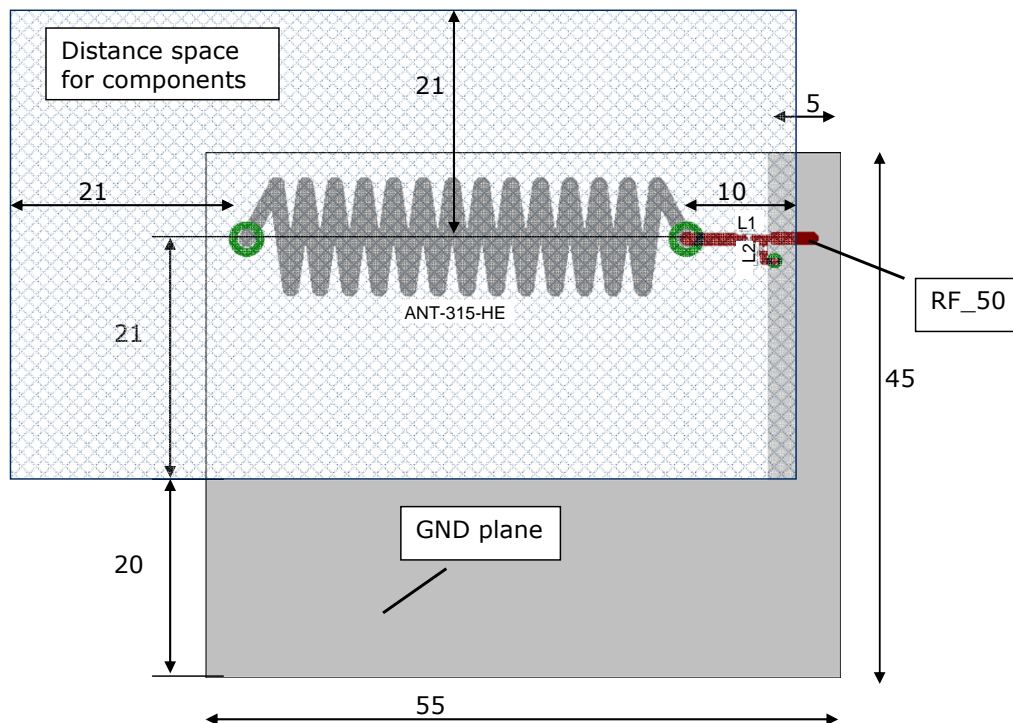 Distance space
for components
21
5
21
10
L1
L2
ANT-315-HE
RF_50
21
45
GND plane
20
55